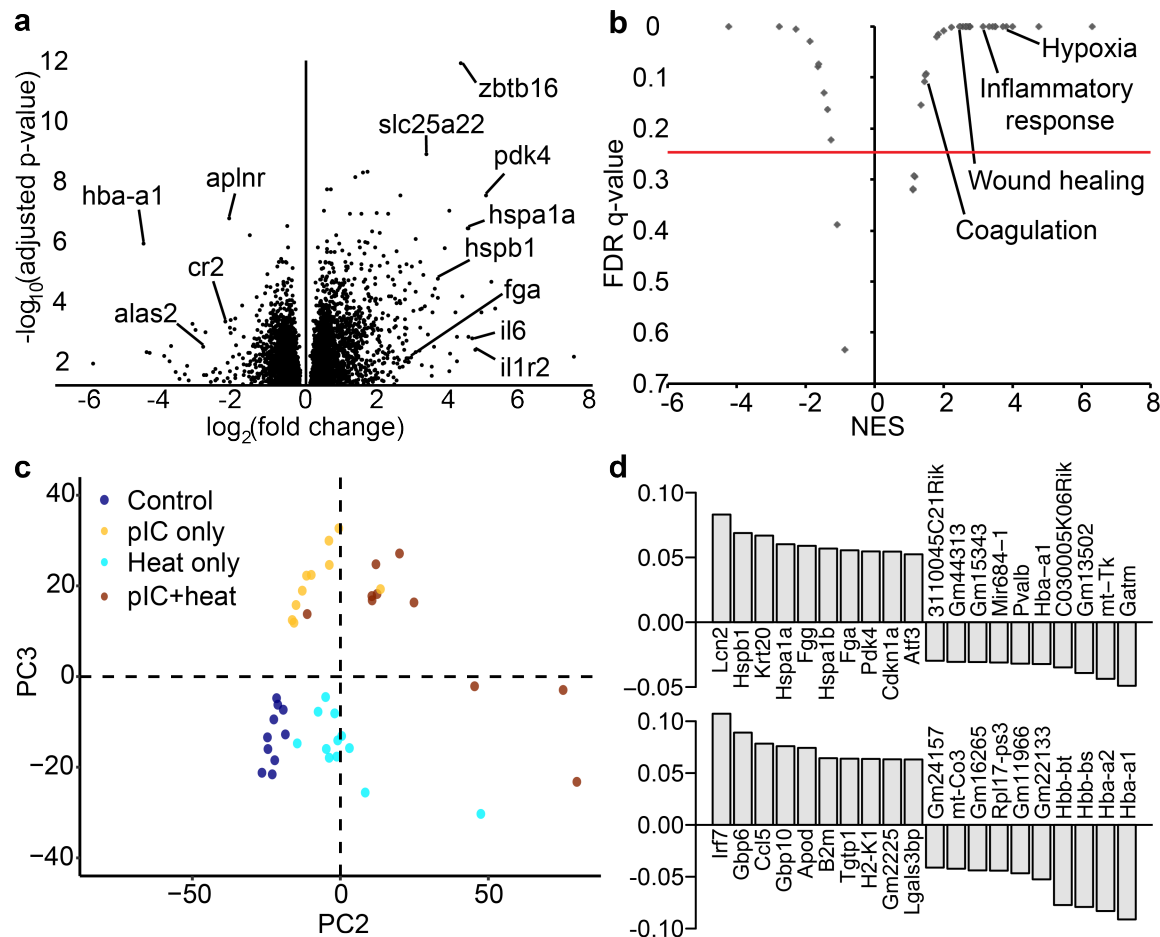 a
-log10(adjusted p-value)
12
10
8
6
4
2
zbtb16
slc25a22
pdk4
aplnr
hba-a1
hspa1a
hspb1
cr2
fga
alas2
il6
il1r2
-6
-4
-2
0
2
4
6
8
log2(fold change)
b
FDR q-value
0
0.1
0.2
0.3
0.4
0.5
0.6
0.7
Hypoxia
Inflammatory
response
Wound healing
Coagulation
-6
-4
-2
0
2
4
6
8
NES
c
PC3
40
20
0
−20
−40
Control
pIC only
Heat only
pIC+heat
−50
0
50
PC2
d
0.10
0.05
0.00
−0.05
Lcn2
Hspb1
Krt20
Hspa1a
Fgg
Hspa1b
Fga
Pdk4
Cdkn1a
Atf3
3110045C21Rik
Gm44313
Gm15343
Mir684−1
Pvalb
Hba−a1
C030005K06Rik
Gm13502
mt−Tk
Gatm
0.10
0.05
0.00
-0.05
-0.10
Irf7
Gbp6
Ccl5
Gbp10
Apod
B2m
Tgtp1
H2-K1
Gm2225
Lgals3bp
Gm24157
mt-Co3
Gm16265
Rpl17-ps3
Gm11966
Gm22133
Hbb-bt
Hbb-bs
Hba-a2
Hba-a1